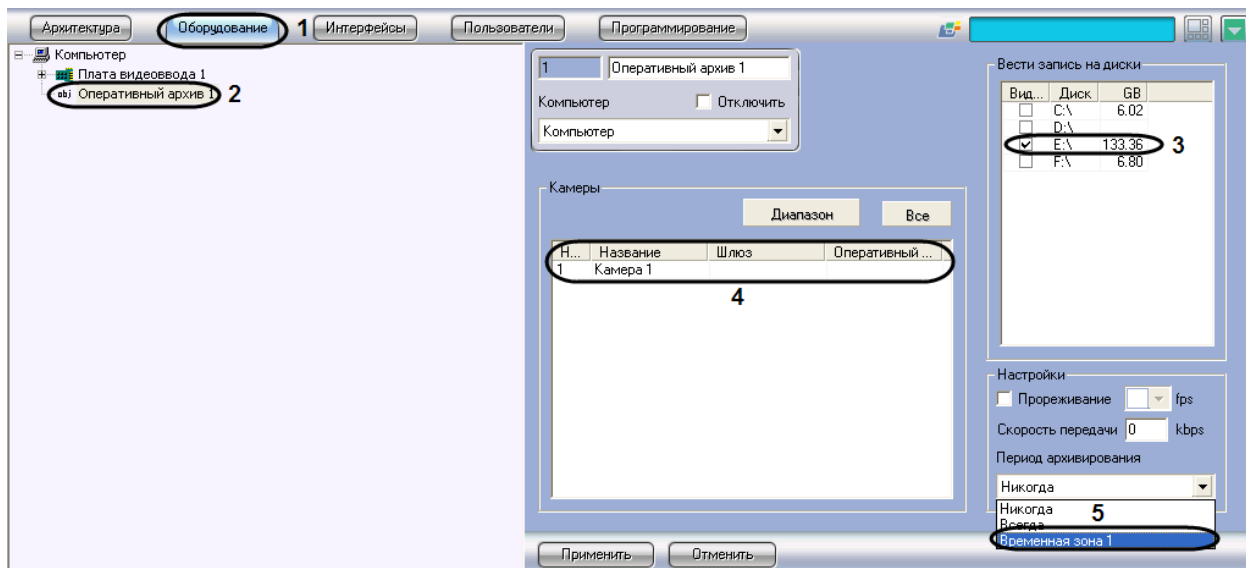 Архитектура Оборудование 1 Интерфейсы Пользователи Программирование
Компьютер
Плата видеоввода 1
obj Оперативный архив 1 2
1 Оперативный архив 1
Компьютер Отключить
Компьютер
Камеры
Диапазон Все
Н... Название Шлюз Оперативный ...
1 Камера 1
4
Вести запись на диски
Вид... Диск GB
C:\ 6.02
D:\
E:\ 133.36 3
F:\ 6.80
Настройки
Прореживание fps
Скорость передачи 0 kbps
Период архивирования
Никогда
Никогда 5
Всегда
Временная зона 1
Применить Отменить